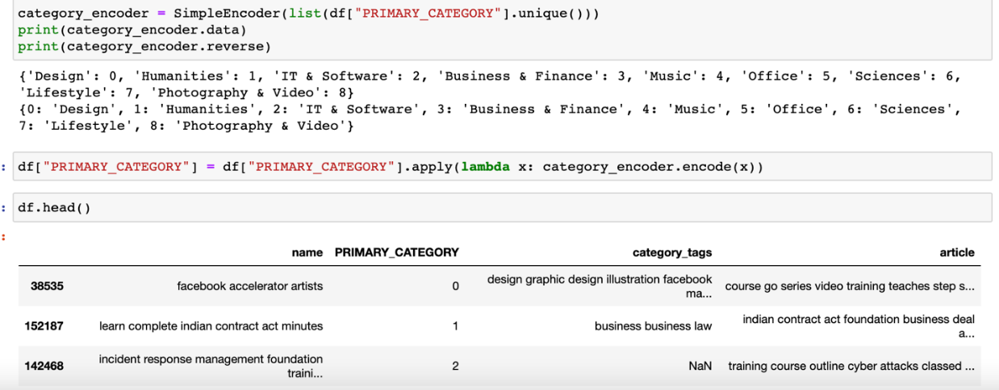 category_encoder = SimpleEncoder(list(df["PRIMARY_CATEGORY"].unique()))
print(category_encoder.data)
print(category_encoder.reverse)
{'Design': 0, 'Humanities': 1, 'IT & Software': 2, 'Business & Finance': 3, 'Music': 4, 'Office': 5, 'Sciences': 6,
'Lifestyle': 7, 'Photography & Video': 8}
{0: 'Design', 1: 'Humanities', 2: 'IT & Software', 3: 'Business & Finance', 4: 'Music', 5: 'Office', 6: 'Sciences',
7: 'Lifestyle', 8: 'Photography & Video'}
: df["PRIMARY_CATEGORY"] = df["PRIMARY_CATEGORY"].apply(lambda x: category_encoder.encode(x))
: df.head()
:
name PRIMARY_CATEGORY category_tags article
38535 facebook accelerator artists 0 design graphic design illustration facebook
ma... course go series video training teaches step s...
152187 learn complete indian contract act minutes 1 business business law indian contract act foundation business deal
a...
142468 incident response management foundation
traini... 2 NaN training course outline cyber attacks classed ...